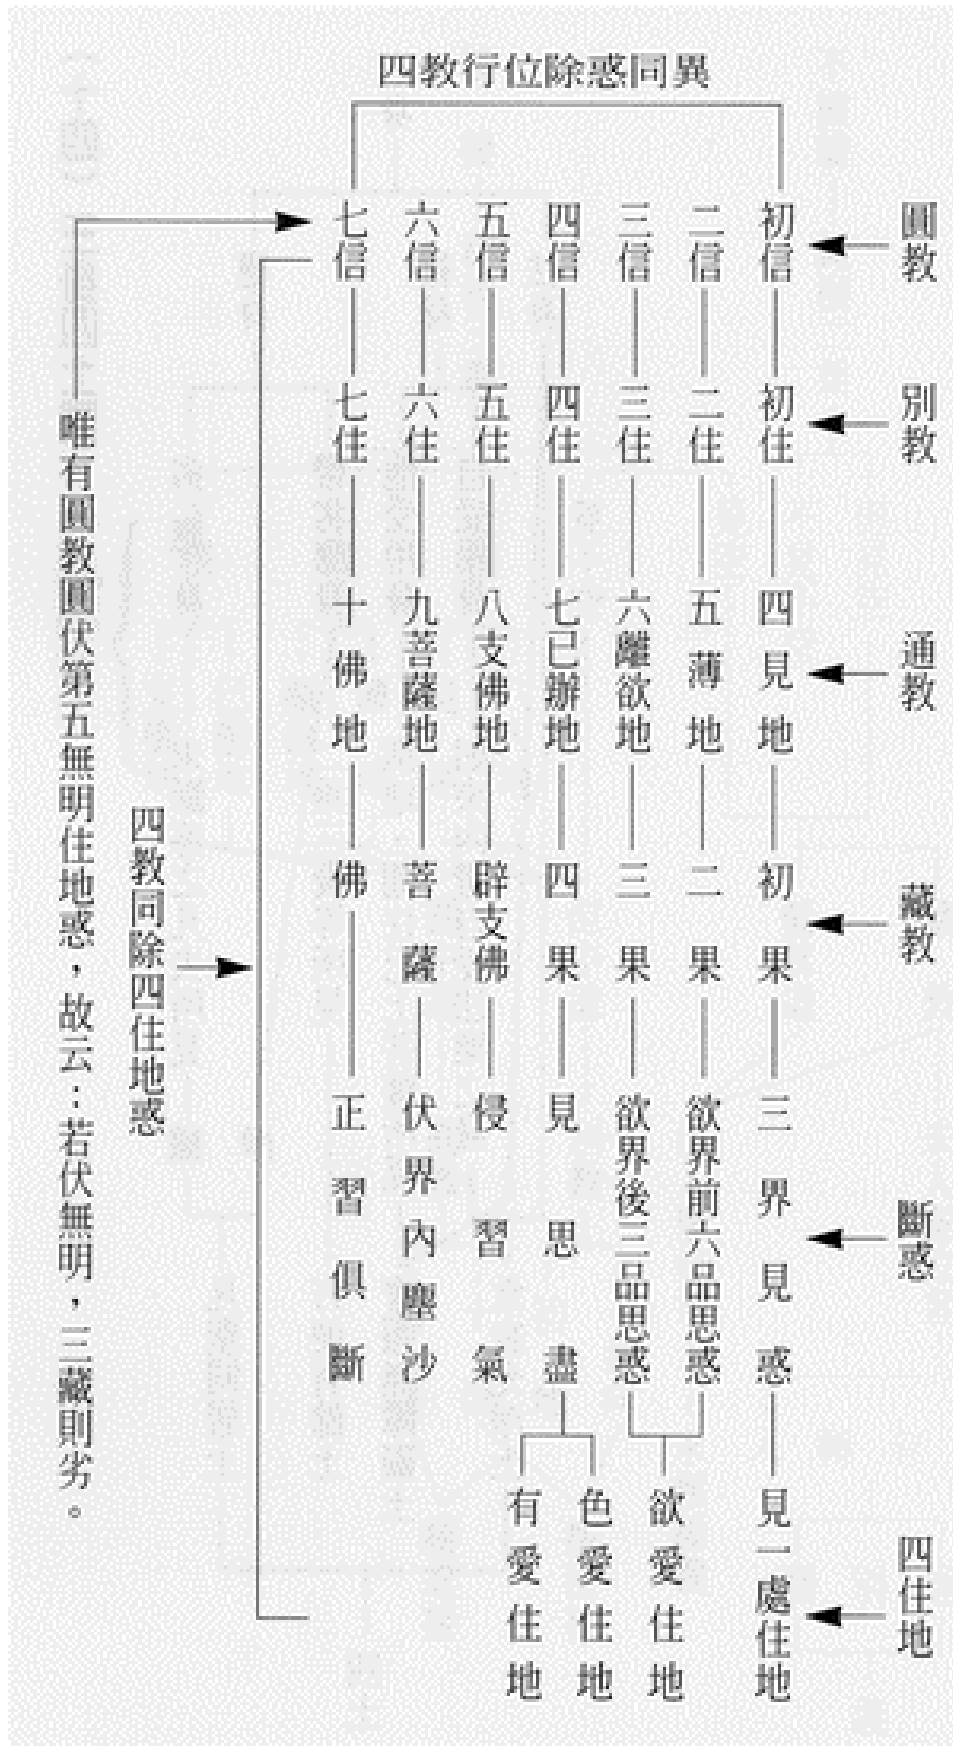 四教行位除惑同異
圓教
初信
二信
三信
四信
五信
六信
七信
別教
初住
二住
三住
四住
五住
六住
七住
通教
四見地
五薄地
六離欲地
七已辦地
八支佛地
九菩薩地
十佛地
藏教
初果
二果
三果
四果
辟支佛
菩薩
佛
斷惑
三界見惑
欲界前六品思惑
欲界後三品思惑
見思盡
侵習氣
伏界內塵沙
正習俱斷
四住地
見一處住地
欲愛住地
色愛住地
有愛住地
四教同除四住地惑
唯有圓教圓伏第五無明住地惑，故云：若伏無明，三藏則劣。